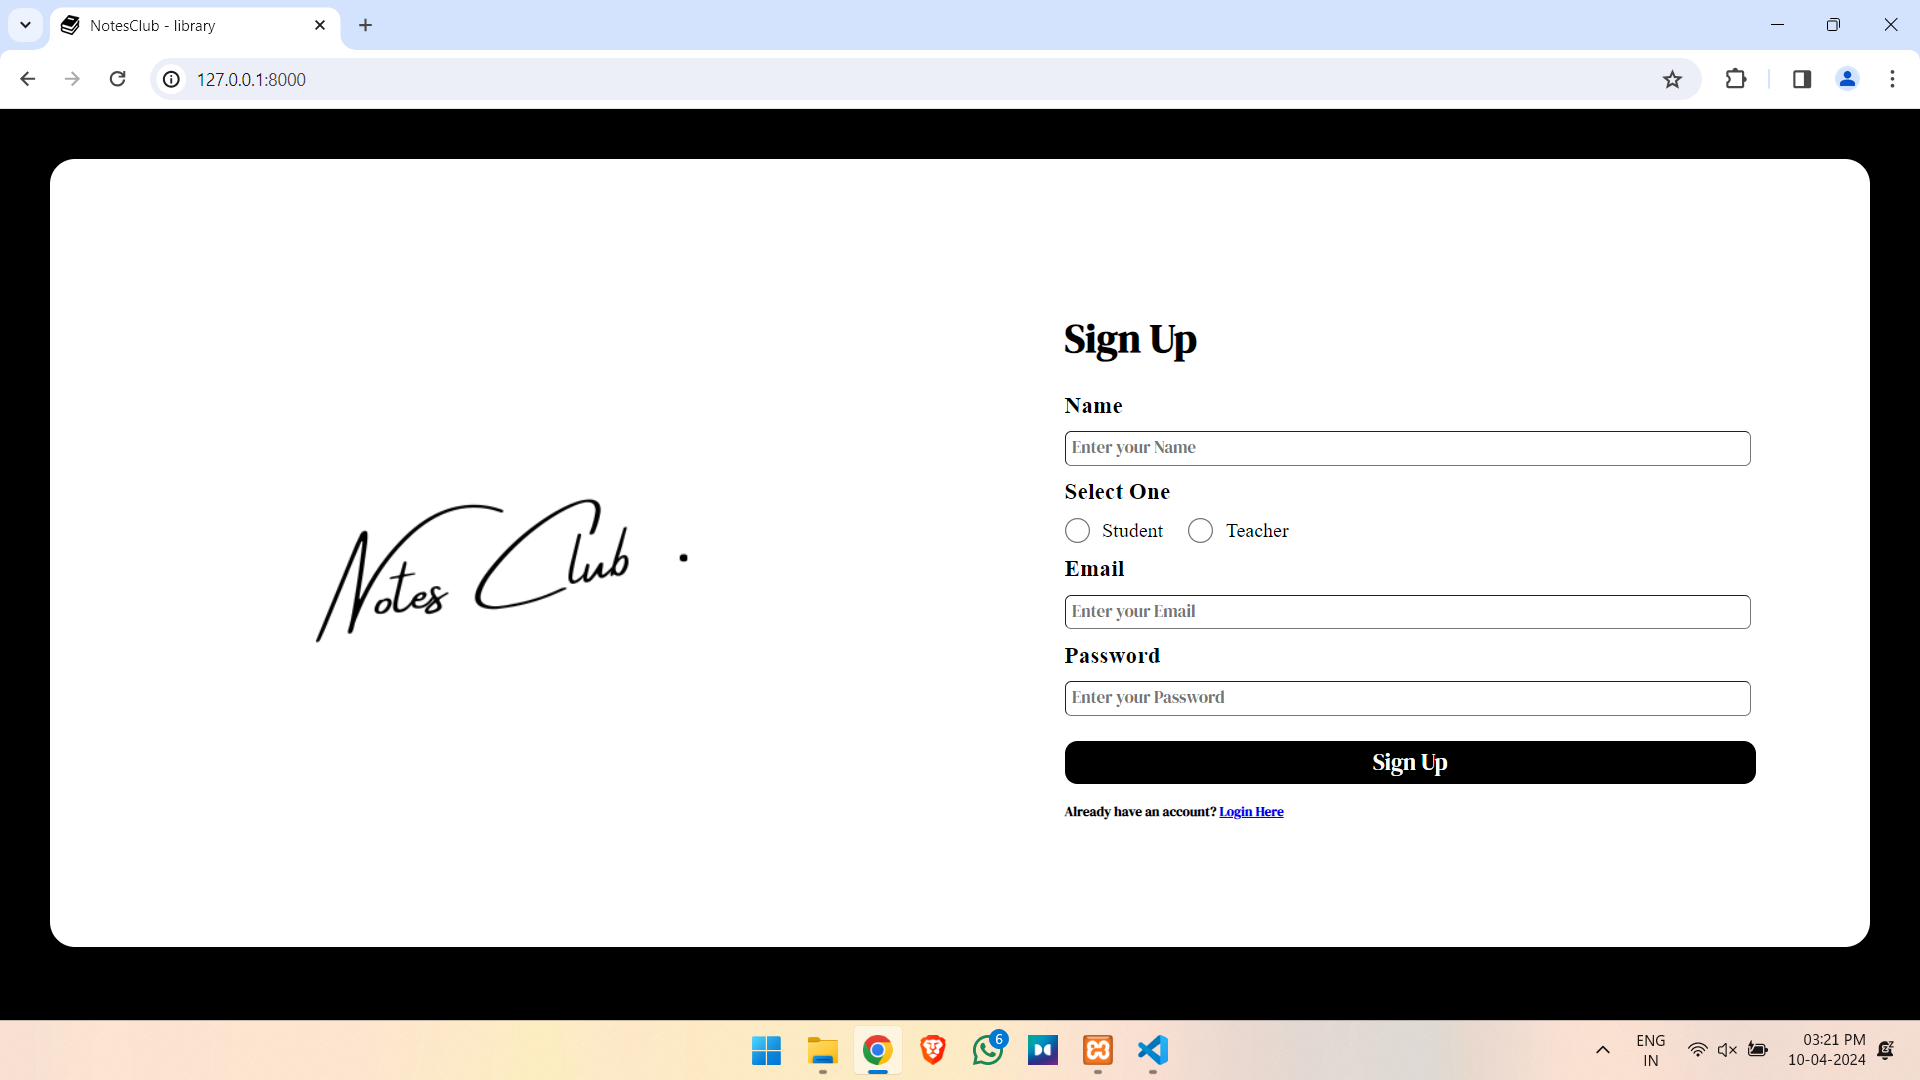 NotesClub - library
127.0.0.1:8000
Sign Up
Name
Enter your Name
Select One
Student Teacher
Email
Enter your Email
Password
Enter your Password
Sign Up
Already have an account? Login Here
Notes Club .
6
ENG
IN
03:21 PM
10-04-2024